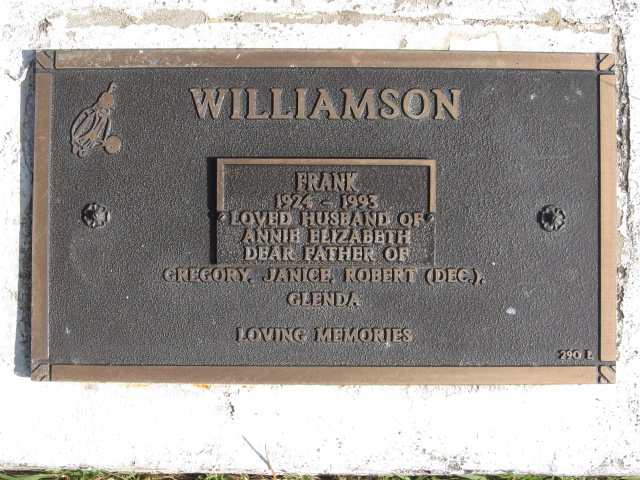 WILLIAMSON
FRANK
1924 - 1993
LOVED HUSBAND OF
ANNIE ELIZABETH
DEAR FATHER OF
GREGORY, JANICE, ROBERT (DEC.),
GLENDA
LOVING MEMORIES
290 L